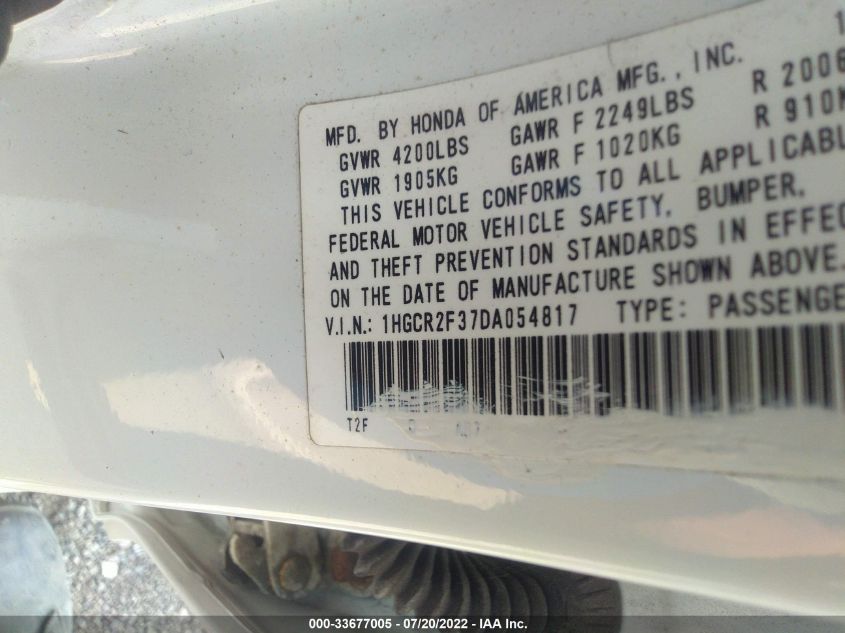 MFD. BY HONDA OF AMERICA MFG., INC. 1
GVWR 4200LBS GAWR F 2249LBS R 2006
GVWR 1905KG GAWR F 1020KG R 910K
THIS VEHICLE CONFORMS TO ALL APPLICABL
FEDERAL MOTOR VEHICLE SAFETY, BUMPER,
AND THEFT PREVENTION STANDARDS IN EFFEC
ON THE DATE OF MANUFACTURE SHOWN ABOVE.
V.I.N.: 1HGCR2F37DA054817 TYPE: PASSENGE
T2F
000-33677005 / 07/20/2022 - IAA Inc.